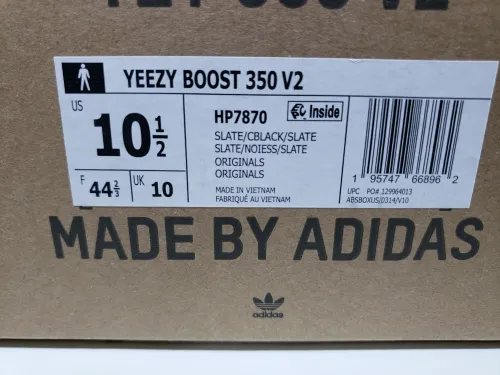 350 V2
YEEZY BOOST 350 V2
US
10 1/2
F
44 2/3
UK
10
HP7870
Inside
SLATE/CBLACK/SLATE
SLATE/NOIESS/SLATE
ORIGINALS
ORIGINALS
MADE IN VIETNAM
FABRIQUÉ AU VIETNAM
1 95747 66896 2
UPC PO#.:129964013
ABSBOXUS/0314/V10
MADE BY ADIDAS
adidas